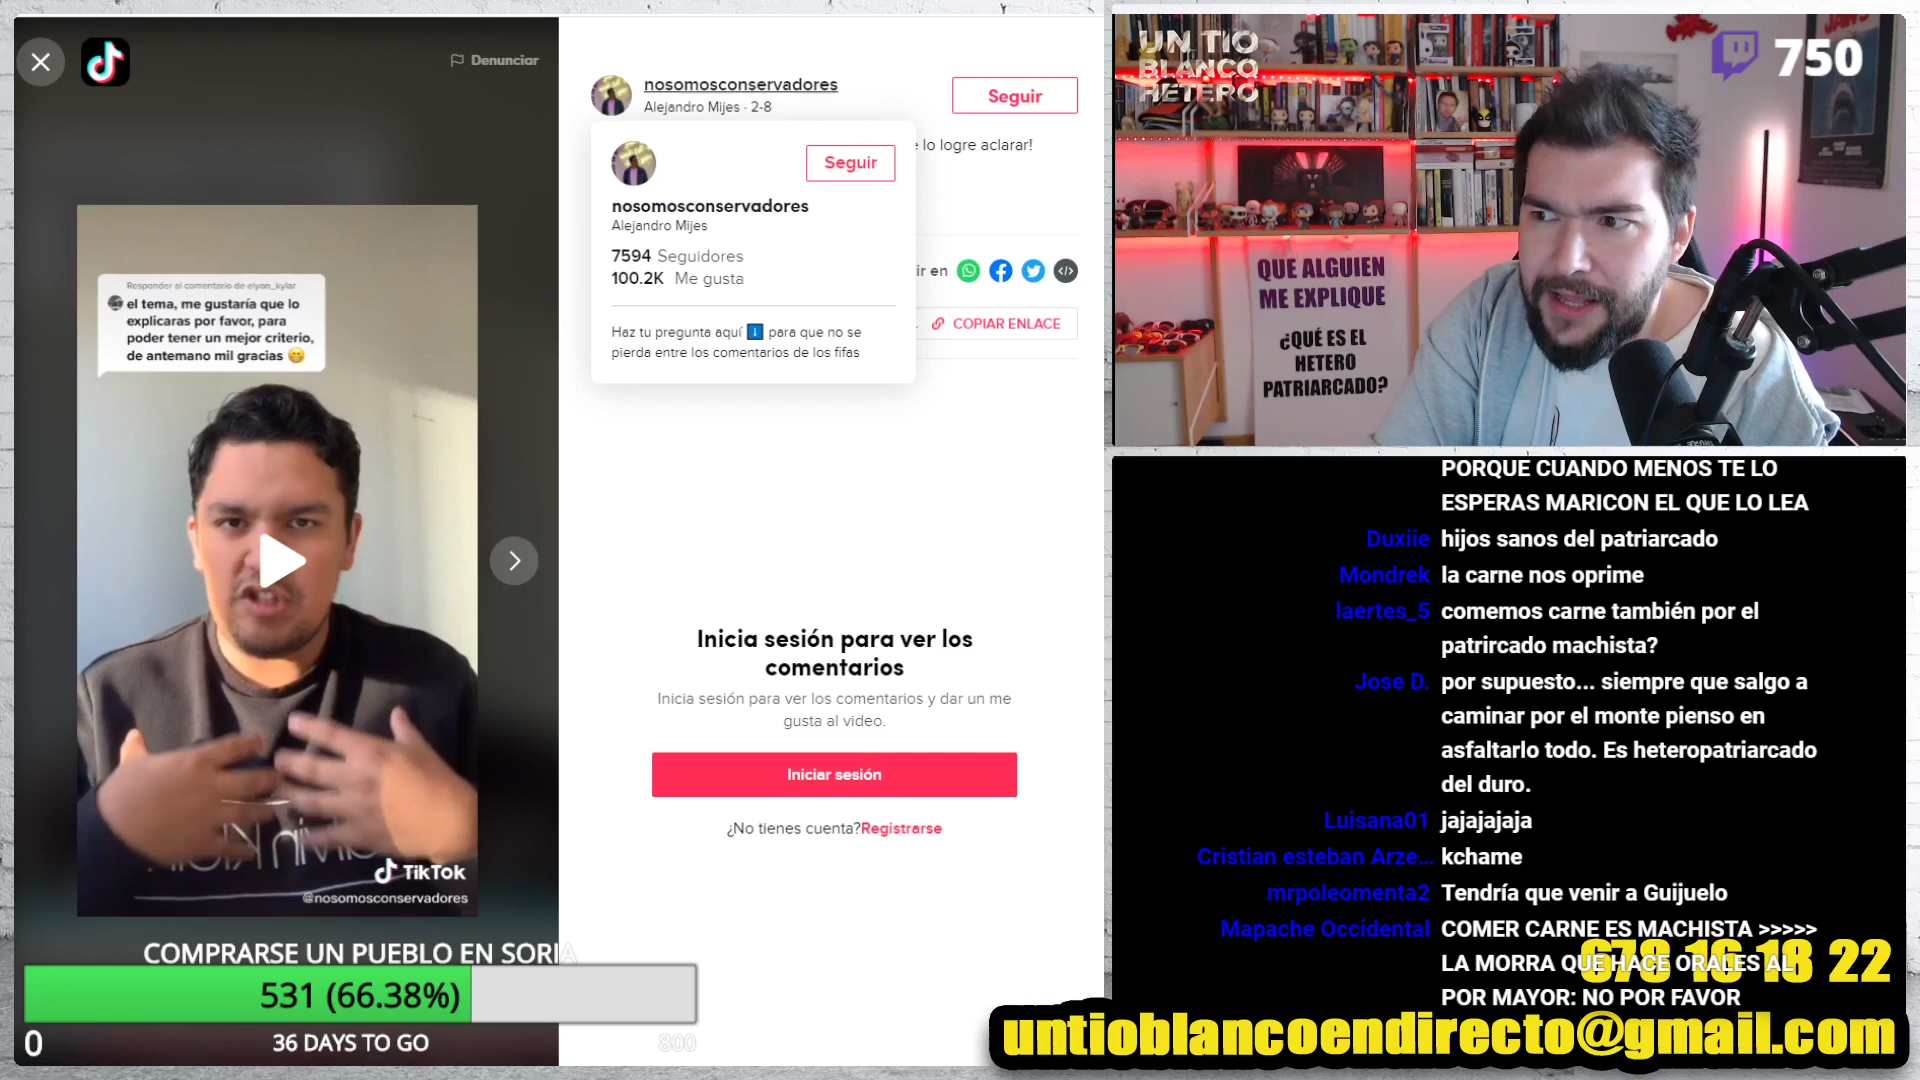 Denunciar
Responder al comentario de elyon_kylar
el tema, me gustaría que lo
explicaras por favor, para
poder tener un mejor criterio,
de antemano mil gracias 😁
TikTok
@nosomosconservadores
COMPRARSE UN PUEBLO EN SORIA
531 (66.38%)
0
36 DAYS TO GO
800
nosomosconservadores
Alejandro Mijes · 2-8
Seguir
e lo logre aclarar!
Seguir
nosomosconservadores
Alejandro Mijes
7594 Seguidores
100.2K Me gusta
Haz tu pregunta aquí ⬇️ para que no se
pierda entre los comentarios de los fifas
ir en
COPIAR ENLACE
Inicia sesión para ver los
comentarios
Inicia sesión para ver los comentarios y dar un me
gusta al video.
Iniciar sesión
¿No tienes cuenta?Registrarse
UN TIO
BLANCO
HETERO
750
JAWS
QUE ALGUIEN
ME EXPLIQUE
¿QUÉ ES EL
HETERO
PATRIARCADO?
PORQUE CUANDO MENOS TE LO
ESPERAS MARICON EL QUE LO LEA
Duxiie hijos sanos del patriarcado
Mondrek la carne nos oprime
laertes_5 comemos carne también por el
patrircado machista?
Jose D. por supuesto... siempre que salgo a
caminar por el monte pienso en
asfaltarlo todo. Es heteropatriarcado
del duro.
Luisana01 jajajajaja
Cristian esteban Arze... kchame
mrpoleomenta2 Tendría que venir a Guijuelo
Mapache Occidental COMER CARNE ES MACHISTA >>>>>
LA MORRA QUE HACE ORALES AL
POR MAYOR: NO POR FAVOR
673 16 18 22
untioblancoendirecto@gmail.com